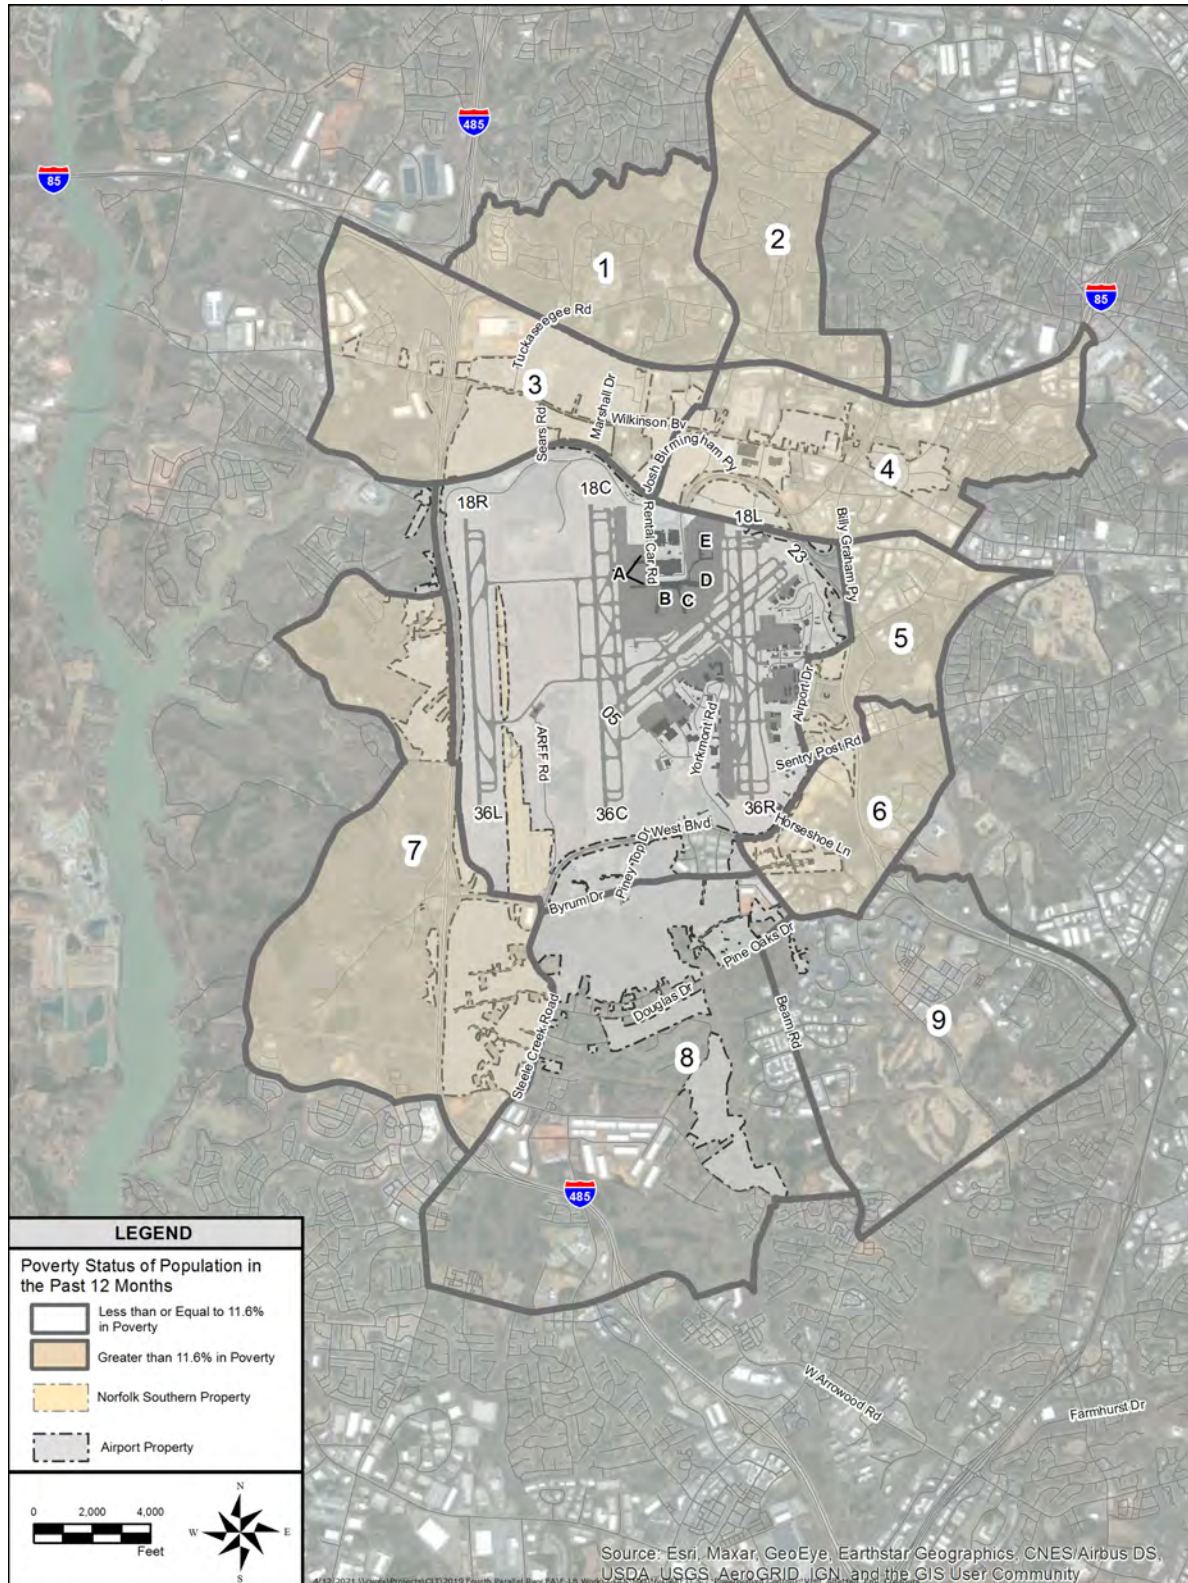 485
85
2
1
85
Tuckaseegee Rd
3
Marshall Dr
Wilkinson Bv
Sears Rd
Josh Birmingham Py
4
18R
18C
18L
Rental Car Rd
Billy Graham Py
E
23
A
D
B
C
5
05
Airport Dr
Yorkmont Rd
ARFF Rd
Sentry Post Rd
36L
36C
36R
6
Horseshoe Ln
West Blvd
Piney Top D
7
Byrum Dr
Pine Oaks Dr
Douglas Dr
Beam Rd
9
Steele Creek Road
8
485
W Arrowood Rd
Farmhurst Dr
LEGEND
Poverty Status of Population in
the Past 12 Months
Less than or Equal to 11.6%
in Poverty
Greater than 11.6% in Poverty
Norfolk Southern Property
Airport Property
0 2,000 4,000
Feet
N
W E
S
Source: Esri, Maxar, GeoEye, Earthstar Geographics, CNES/Airbus DS,
USDA, USGS, AeroGRID, IGN, and the GIS User Community